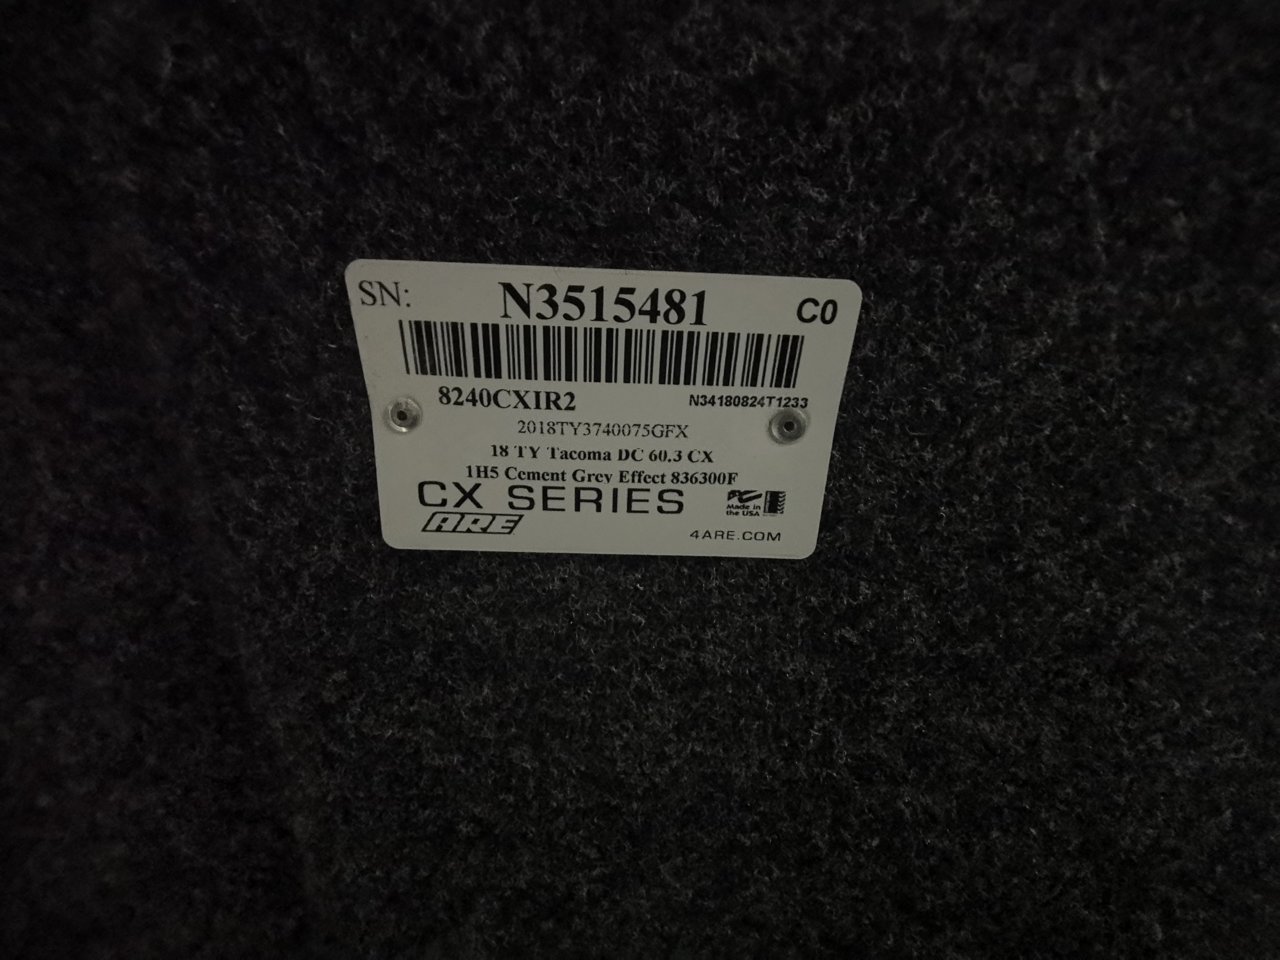 SN: N3515481 C0
8240CXIR2 N34180824T1233
2018TY3740075GFX
18 TY Tacoma DC 60.3 CX
1H5 Cement Grey Effect 836300F
CX SERIES
Made in
the USA
ARE
4ARE.COM